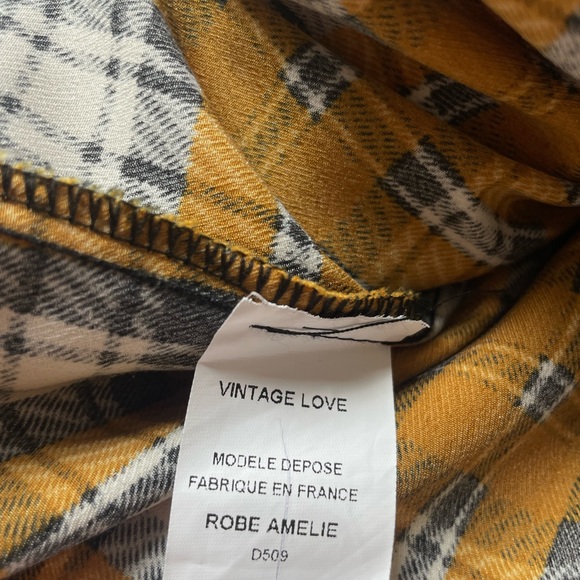 VINTAGE LOVE
MODELE DEPOSE
FABRIQUE EN FRANCE
ROBE AMELIE
D509